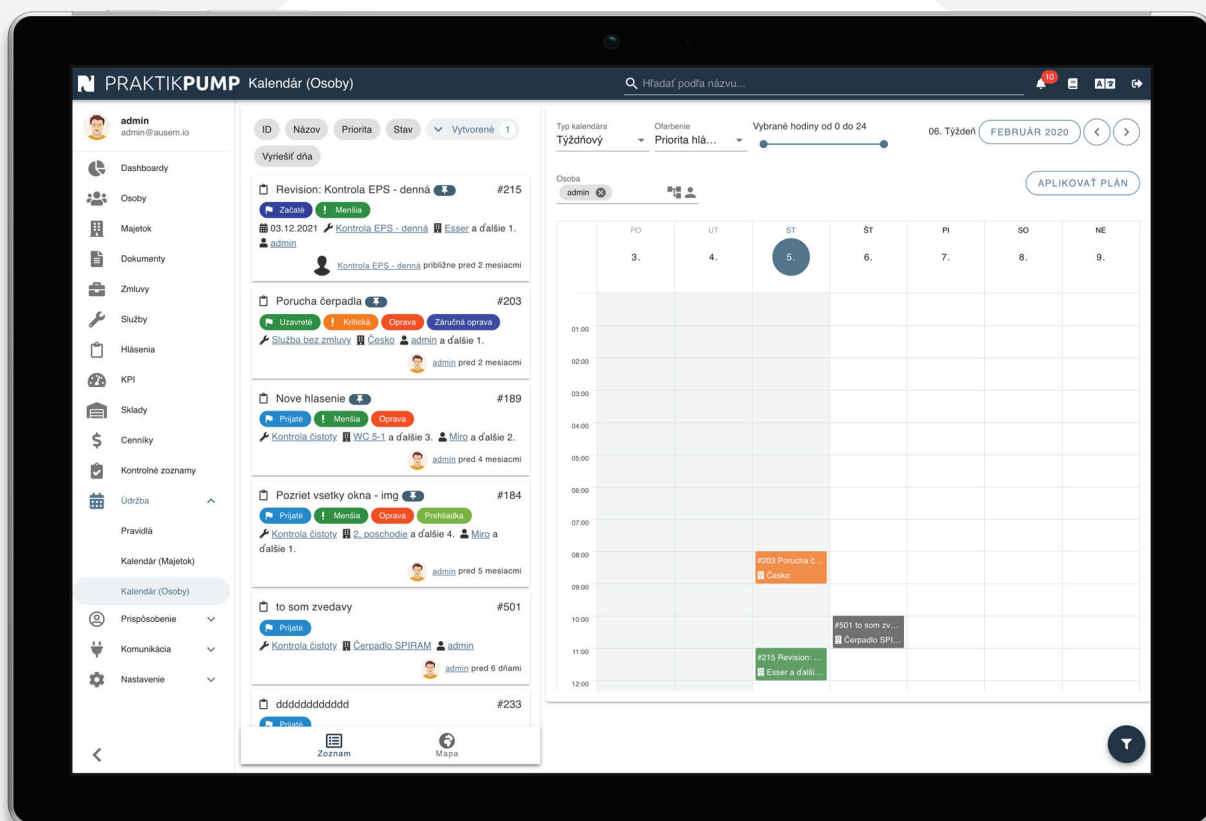 PRAKTIKPUMP Kalendár (Osoby)
Hľadať podľa názvu...
10
admin
admin@ausem.io
Dashboardy
Osoby
Majetok
Dokumenty
Zmluvy
Služby
Hlásenia
KPI
Sklady
Cenníky
Kontrolné zoznamy
Údržba
Pravidlá
Kalendár (Majetok)
Kalendár (Osoby)
Prispôsobenie
Komunikácia
Nastavenie
ID Názov Priorita Stav Vytvorené 1
Vyriešiť dňa
Revision: Kontrola EPS - denná #215
Začaté Menšia
03.12.2021 Kontrola EPS - denná Esser a ďalšie 1.
admin
Kontrola EPS - denná približne pred 2 mesiacmi
Porucha čerpadla #203
Uzavreté Kritická Oprava Záručná oprava
Služba bez zmluvy Česko admin a ďalšie 1.
admin pred 2 mesiacmi
Nove hlasenie #189
Prijaté Menšia Oprava
Kontrola čistoty WC 5-1 a ďalšie 3. Miro a ďalšie 2.
admin pred 4 mesiacmi
Pozriet vsetky okna - img #184
Prijaté Menšia Oprava Prehliadka
Kontrola čistoty 2. poschodie a ďalšie 4. Miro a
ďalšie 1.
admin pred 5 mesiacmi
to som zvedavy #501
Prijaté
Kontrola čistoty Čerpadlo SPIRAM admin
admin pred 6 dňami
dddddddddddd #233
Prijaté
Zoznam Mapa
Typ kalendára Ofarbenie Vybrané hodiny od 0 do 24
Týždňový Priorita hlá...
06. Týždeň FEBRUÁR 2020
Osoba
admin
APLIKOVAŤ PLÁN
PO UT ST ŠT PI SO NE
3. 4. 5. 6. 7. 8. 9.
01:00
02:00
03:00
04:00
05:00
06:00
07:00
08:00
#203 Porucha č...
Česko
09:00
10:00
#501 to som zv...
Čerpadlo SPI...
11:00
#215 Revision: ...
Esser a ďalši...
12:00